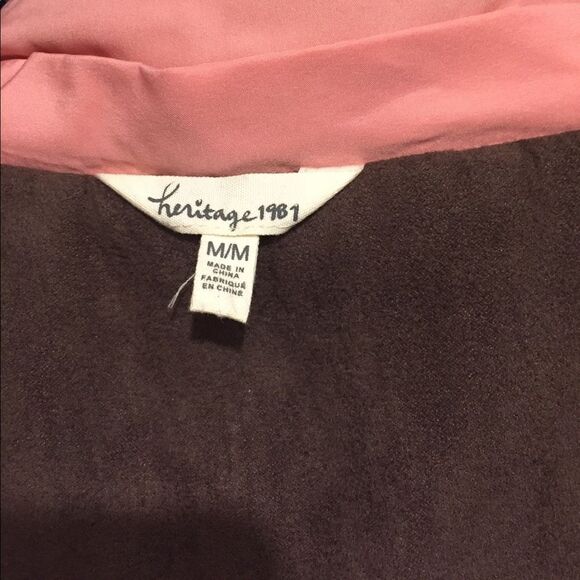 heritage1981
M/M
MADE IN
CHINA
FABRIQUÉ
EN CHINE